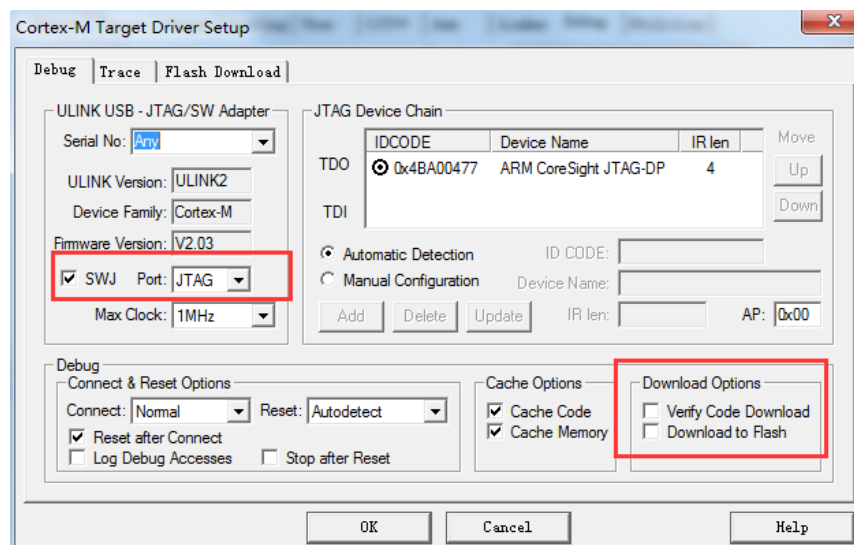 Cortex-M Target Driver Setup
Debug Trace Flash Download
ULINK USB - JTAG/SW Adapter
Serial No: Any
ULINK Version: ULINK2
Device Family: Cortex-M
Firmware Version: V2.03
SWJ Port: JTAG
Max Clock: 1MHz
JTAG Device Chain
IDCODE Device Name IR len
TDO 0x4BA00477 ARM CoreSight JTAG-DP 4
TDI
Move
Up
Down
Automatic Detection ID CODE:
Manual Configuration Device Name:
Add Delete Update IR len: AP: 0x00
Debug
Connect & Reset Options
Connect: Normal Reset: Autodetect
Reset after Connect
Log Debug Accesses Stop after Reset
Cache Options
Cache Code
Cache Memory
Download Options
Verify Code Download
Download to Flash
OK Cancel Help